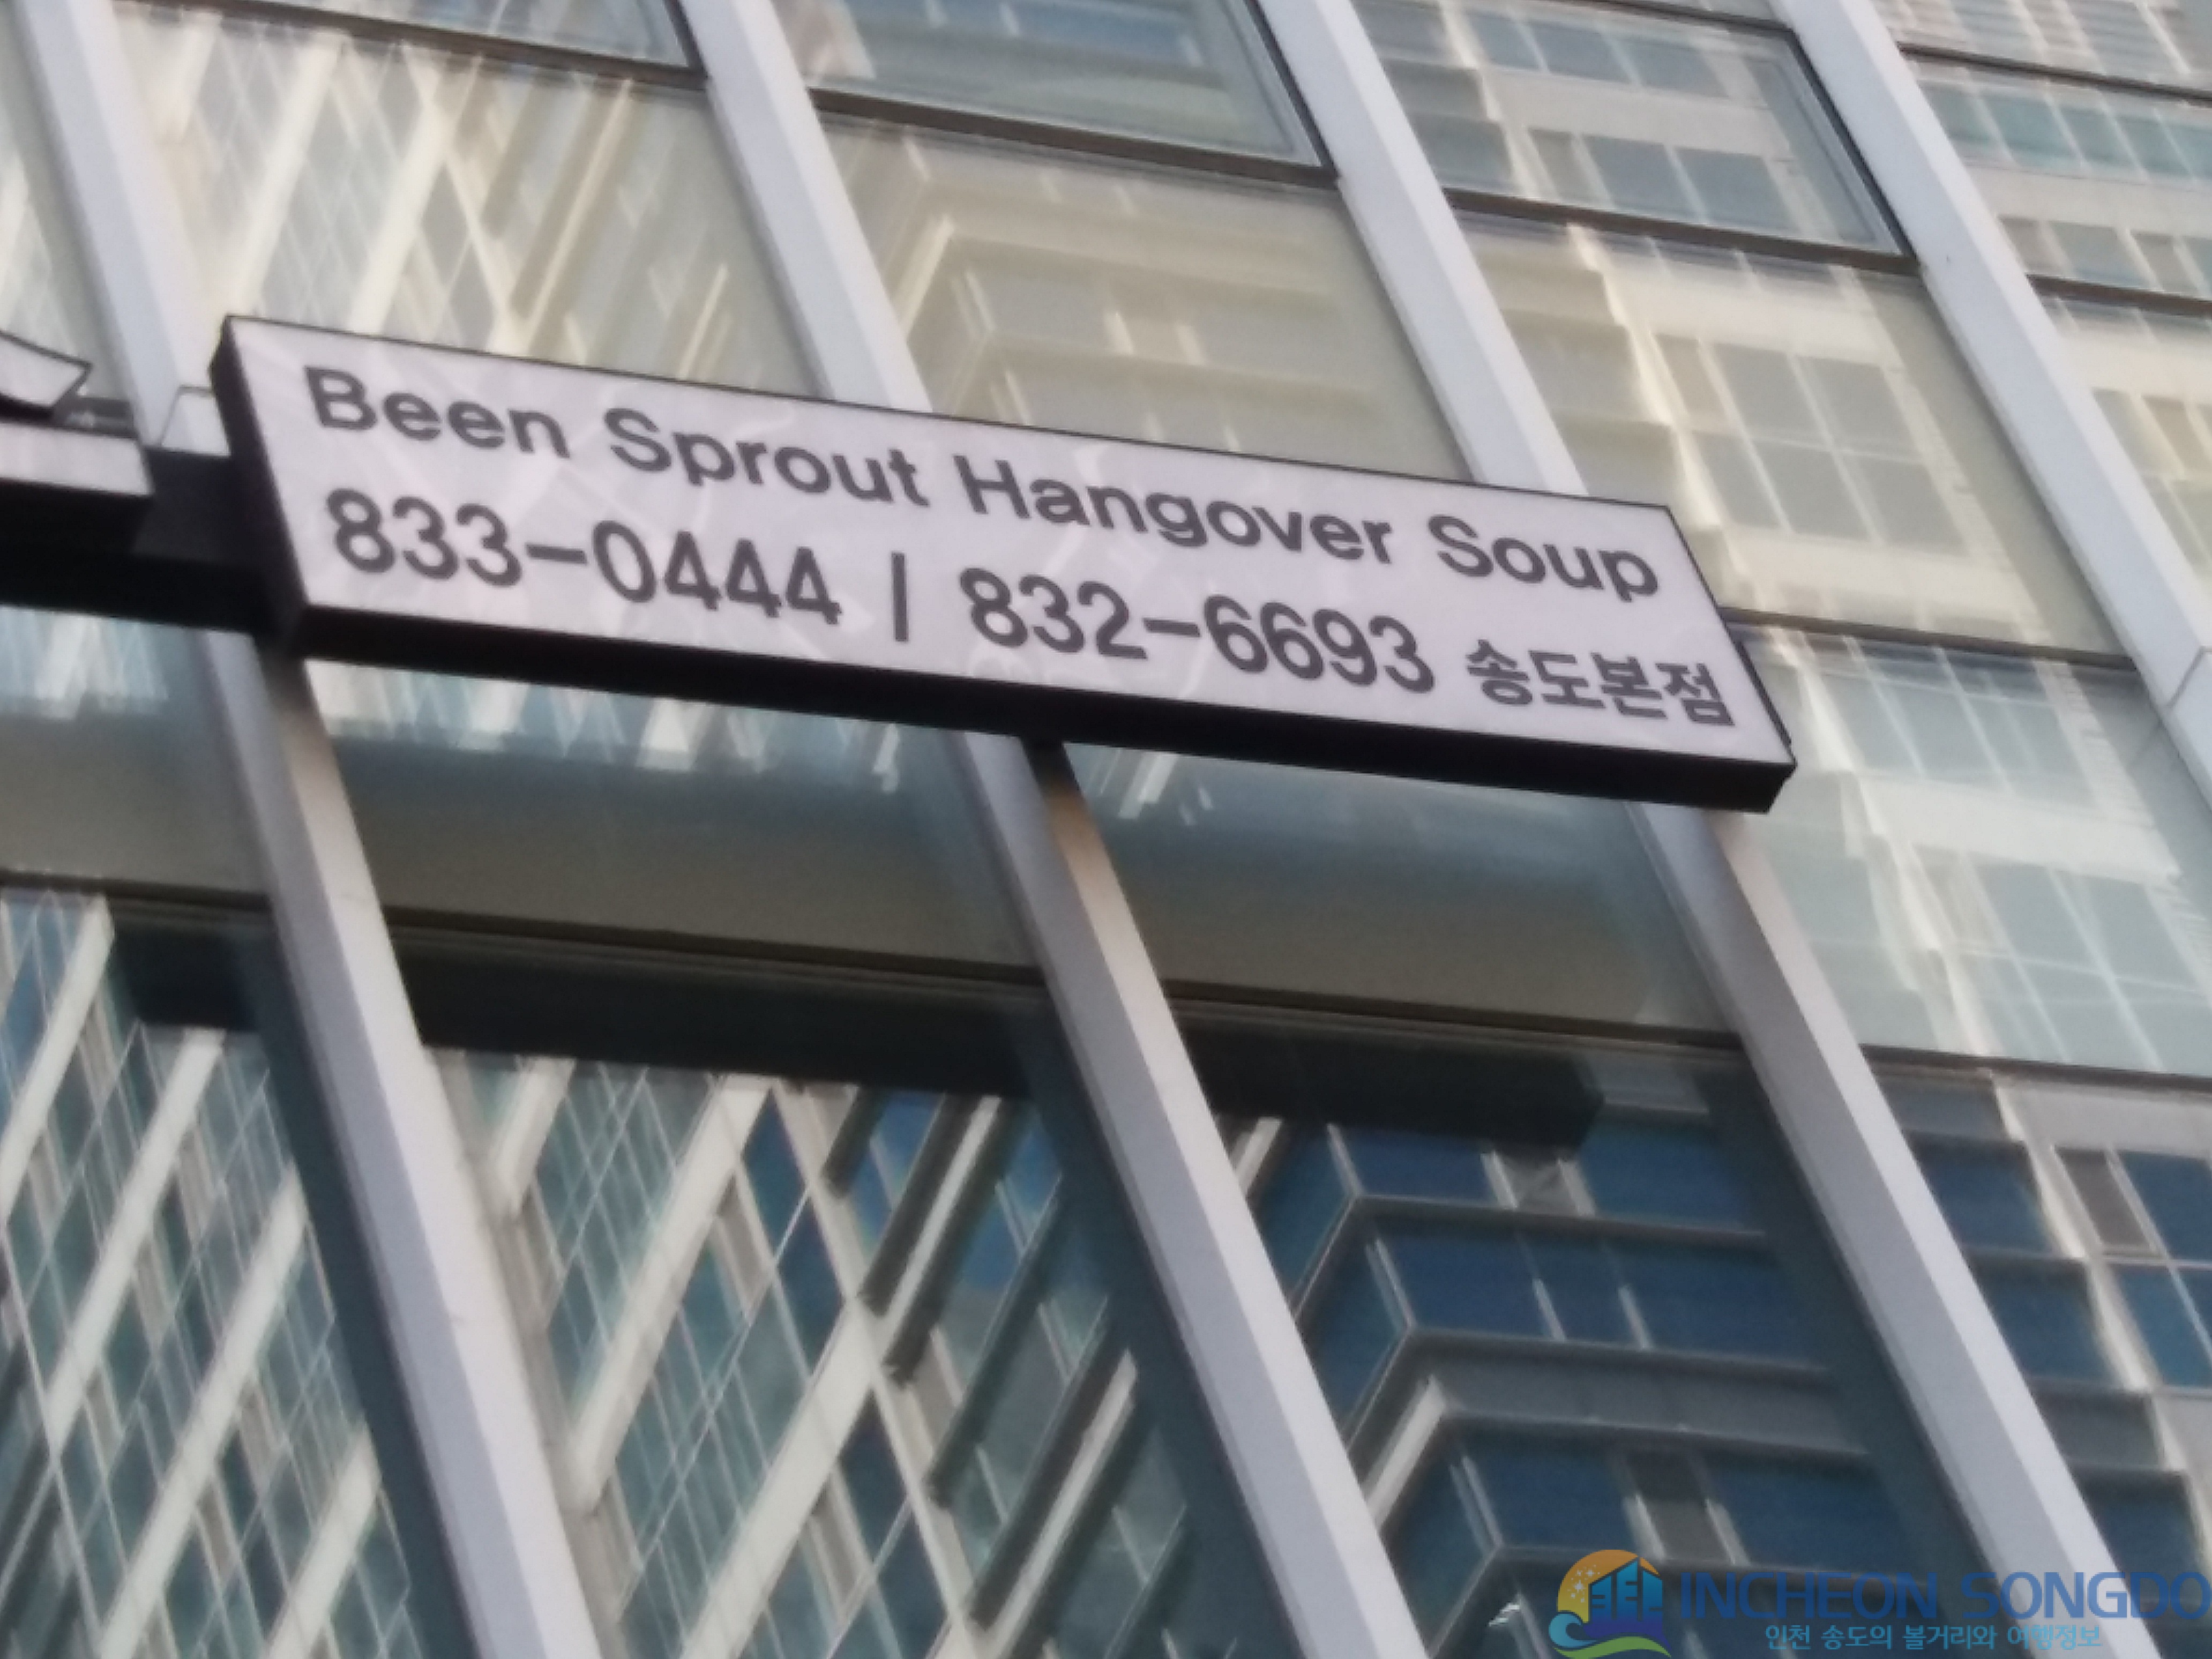 Been Sprout Hangover Soup
833-0444 | 832-6693 송도본점
INCHEON SONGDO
인천 송도의 볼거리와 여행정보